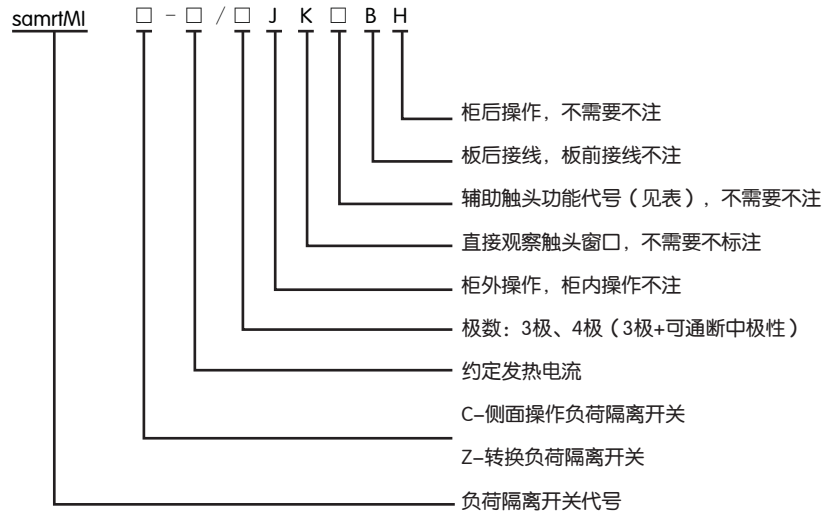 samrtMI □-□/□JK□BH
柜后操作，不需要不注
板后接线，板前接线不注
辅助触头功能代号（见表），不需要不注
直接观察触头窗口，不需要不标注
柜外操作，柜内操作不注
极数：3极、4极（3极+可通断中极性）
约定发热电流
C-侧面操作负荷隔离开关
Z-转换负荷隔离开关
负荷隔离开关代号